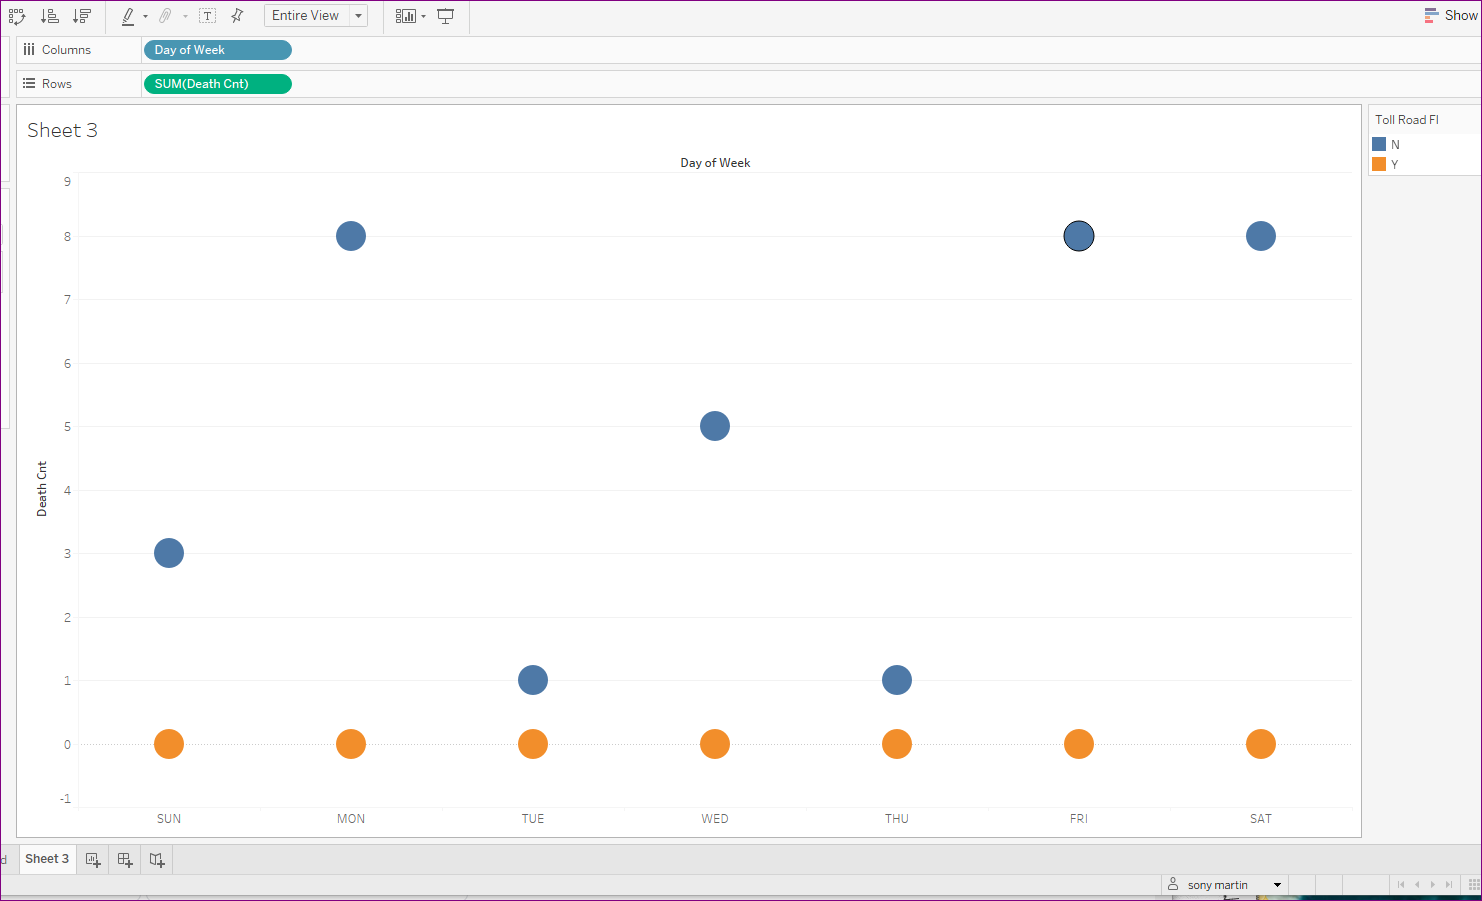 T
Entire View
Show
Columns
Day of Week
Rows
SUM(Death Cnt)
Sheet 3
Toll Road Fl
N
Y
Day of Week
9
8
7
6
5
4
3
2
1
0
-1
Death Cnt
SUN MON TUE WED THU FRI SAT
d
Sheet 3
sony martin